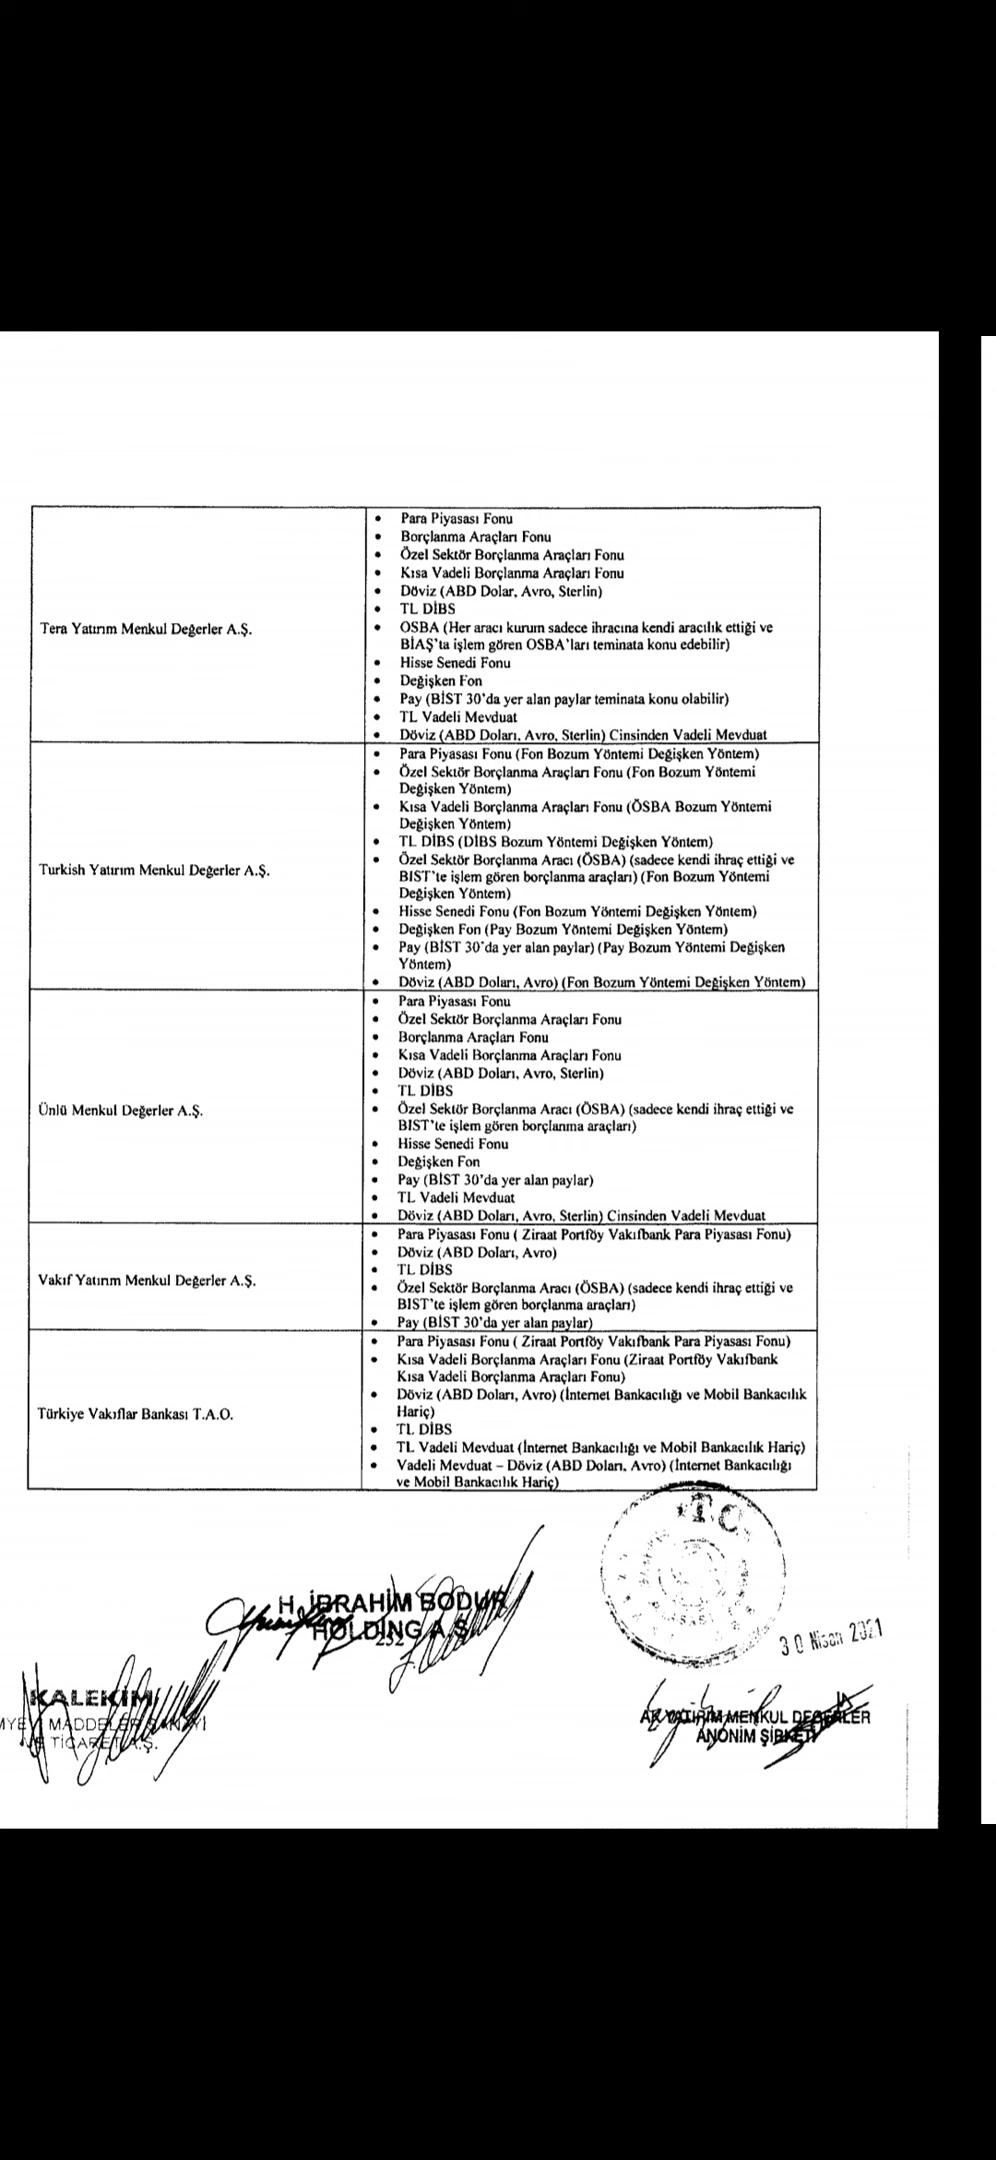 Tera Yatırım Menkul Değerler A.Ş.
• Para Piyasası Fonu
• Borçlanma Araçları Fonu
• Özel Sektör Borçlanma Araçları Fonu
• Kısa Vadeli Borçlanma Araçları Fonu
• Döviz (ABD Dolar, Avro, Sterlin)
• TL DİBS
• OSBA (Her aracı kurum sadece ihracına kendi aracılık ettiği ve
BİAŞ'ta işlem gören OSBA'ları teminata konu edebilir)
• Hisse Senedi Fonu
• Değişken Fon
• Pay (BİST 30'da yer alan paylar teminata konu olabilir)
• TL Vadeli Mevduat
• Döviz (ABD Doları, Avro, Sterlin) Cinsinden Vadeli Mevduat
Turkish Yatırım Menkul Değerler A.Ş.
• Para Piyasası Fonu (Fon Bozum Yöntemi Değişken Yöntem)
• Özel Sektör Borçlanma Araçları Fonu (Fon Bozum Yöntemi
Değişken Yöntem)
• Kısa Vadeli Borçlanma Araçları Fonu (ÖSBA Bozum Yöntemi
Değişken Yöntem)
• TL DİBS (DİBS Bozum Yöntemi Değişken Yöntem)
• Özel Sektör Borçlanma Aracı (ÖSBA) (sadece kendi ihraç ettiği ve
BIST'te işlem gören borçlanma araçları) (Fon Bozum Yöntemi
Değişken Yöntem)
• Hisse Senedi Fonu (Fon Bozum Yöntemi Değişken Yöntem)
• Değişken Fon (Pay Bozum Yöntemi Değişken Yöntem)
• Pay (BİST 30'da yer alan paylar) (Pay Bozum Yöntemi Değişken
Yöntem)
• Döviz (ABD Doları, Avro) (Fon Bozum Yöntemi Değişken Yöntem)
Ünlü Menkul Değerler A.Ş.
• Para Piyasası Fonu
• Özel Sektör Borçlanma Araçları Fonu
• Borçlanma Araçları Fonu
• Kısa Vadeli Borçlanma Araçları Fonu
• Döviz (ABD Doları, Avro, Sterlin)
• TL DİBS
• Özel Sektör Borçlanma Aracı (ÖSBA) (sadece kendi ihraç ettiği ve
BIST'te işlem gören borçlanma araçları)
• Hisse Senedi Fonu
• Değişken Fon
• Pay (BİST 30'da yer alan paylar)
• TL Vadeli Mevduat
• Döviz (ABD Doları, Avro, Sterlin) Cinsinden Vadeli Mevduat
Vakıf Yatırım Menkul Değerler A.Ş.
• Para Piyasası Fonu ( Ziraat Portföy Vakıfbank Para Piyasası Fonu)
• Döviz (ABD Doları, Avro)
• TL DİBS
• Özel Sektör Borçlanma Aracı (ÖSBA) (sadece kendi ihraç ettiği ve
BIST'te işlem gören borçlanma araçları)
• Pay (BİST 30'da yer alan paylar)
Türkiye Vakıflar Bankası T.A.O.
• Para Piyasası Fonu ( Ziraat Portföy Vakıfbank Para Piyasası Fonu)
• Kısa Vadeli Borçlanma Araçları Fonu (Ziraat Portföy Vakıfbank
Kısa Vadeli Borçlanma Araçları Fonu)
• Döviz (ABD Doları, Avro) (İnternet Bankacılığı ve Mobil Bankacılık
Hariç)
• TL DİBS
• TL Vadeli Mevduat (İnternet Bankacılığı ve Mobil Bankacılık Hariç)
• Vadeli Mevduat – Döviz (ABD Doları, Avro) (İnternet Bankacılığı
ve Mobil Bankacılık Hariç)
T.C.
H. İBRAHİM BODUR
HOLDİNG A.Ş.
232
30 Nisan 2021
KALEKİM
MADDELER SANAYİ
VE TİCARET A.Ş.
AK YATIRIM MENKUL DEĞERLER
ANONİM ŞİRKETİ